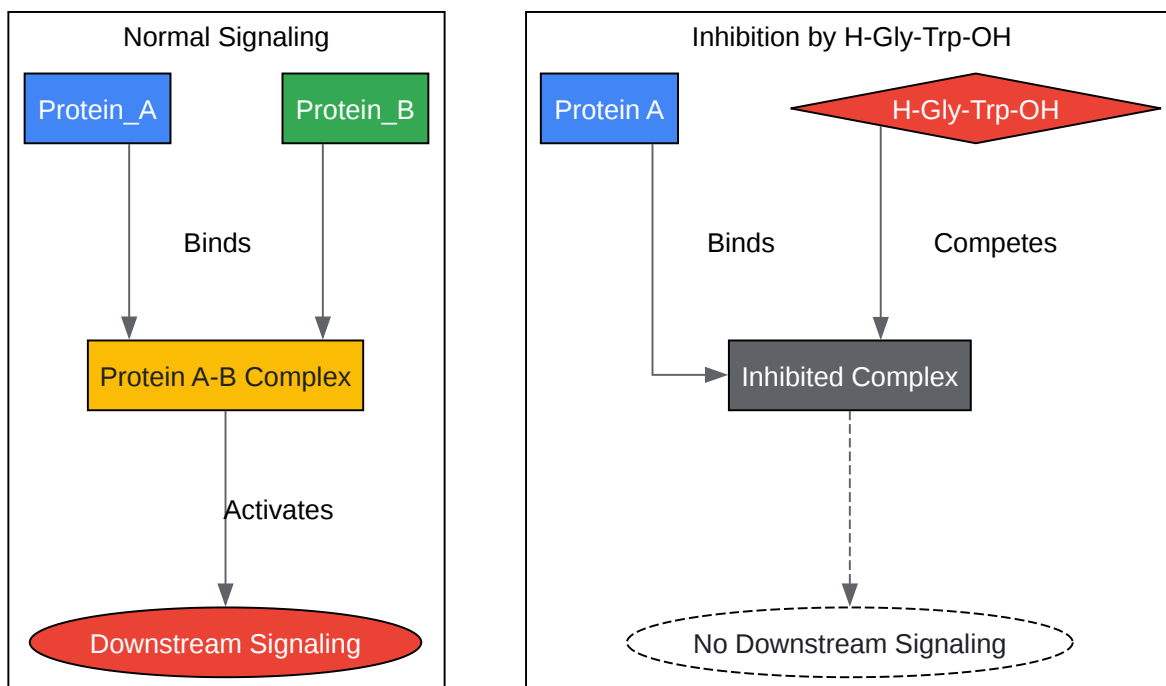 Normal Signaling
Protein_A
Protein_B
Binds
Protein A-B Complex
Activates
Downstream Signaling
Inhibition by H-Gly-Trp-OH
Protein A
H-Gly-Trp-OH
Binds
Competes
Inhibited Complex
No Downstream Signaling